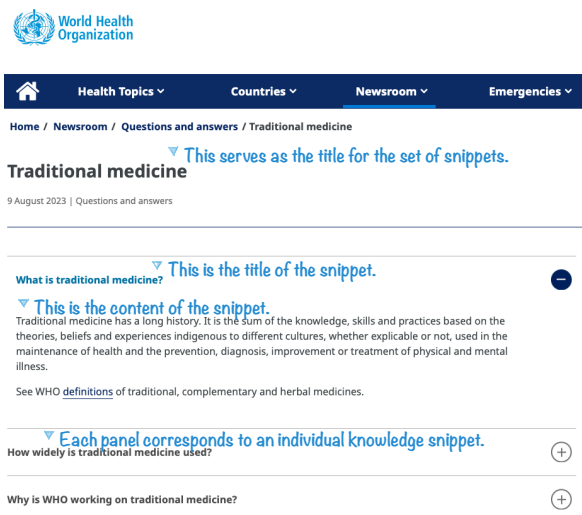 World Health
Organization
Health Topics
Countries
Newsroom
Emergencies
Home / Newsroom / Questions and answers / Traditional medicine
This serves as the title for the set of snippets.
Traditional medicine
9 August 2023 | Questions and answers
This is the title of the snippet.
What is traditional medicine?
This is the content of the snippet.
Traditional medicine has a long history. It is the sum of the knowledge, skills and practices based on the
theories, beliefs and experiences indigenous to different cultures, whether explicable or not, used in the
maintenance of health and the prevention, diagnosis, improvement or treatment of physical and mental
illness.
See WHO definitions of traditional, complementary and herbal medicines.
Each panel corresponds to an individual knowledge snippet.
How widely is traditional medicine used?
Why is WHO working on traditional medicine?